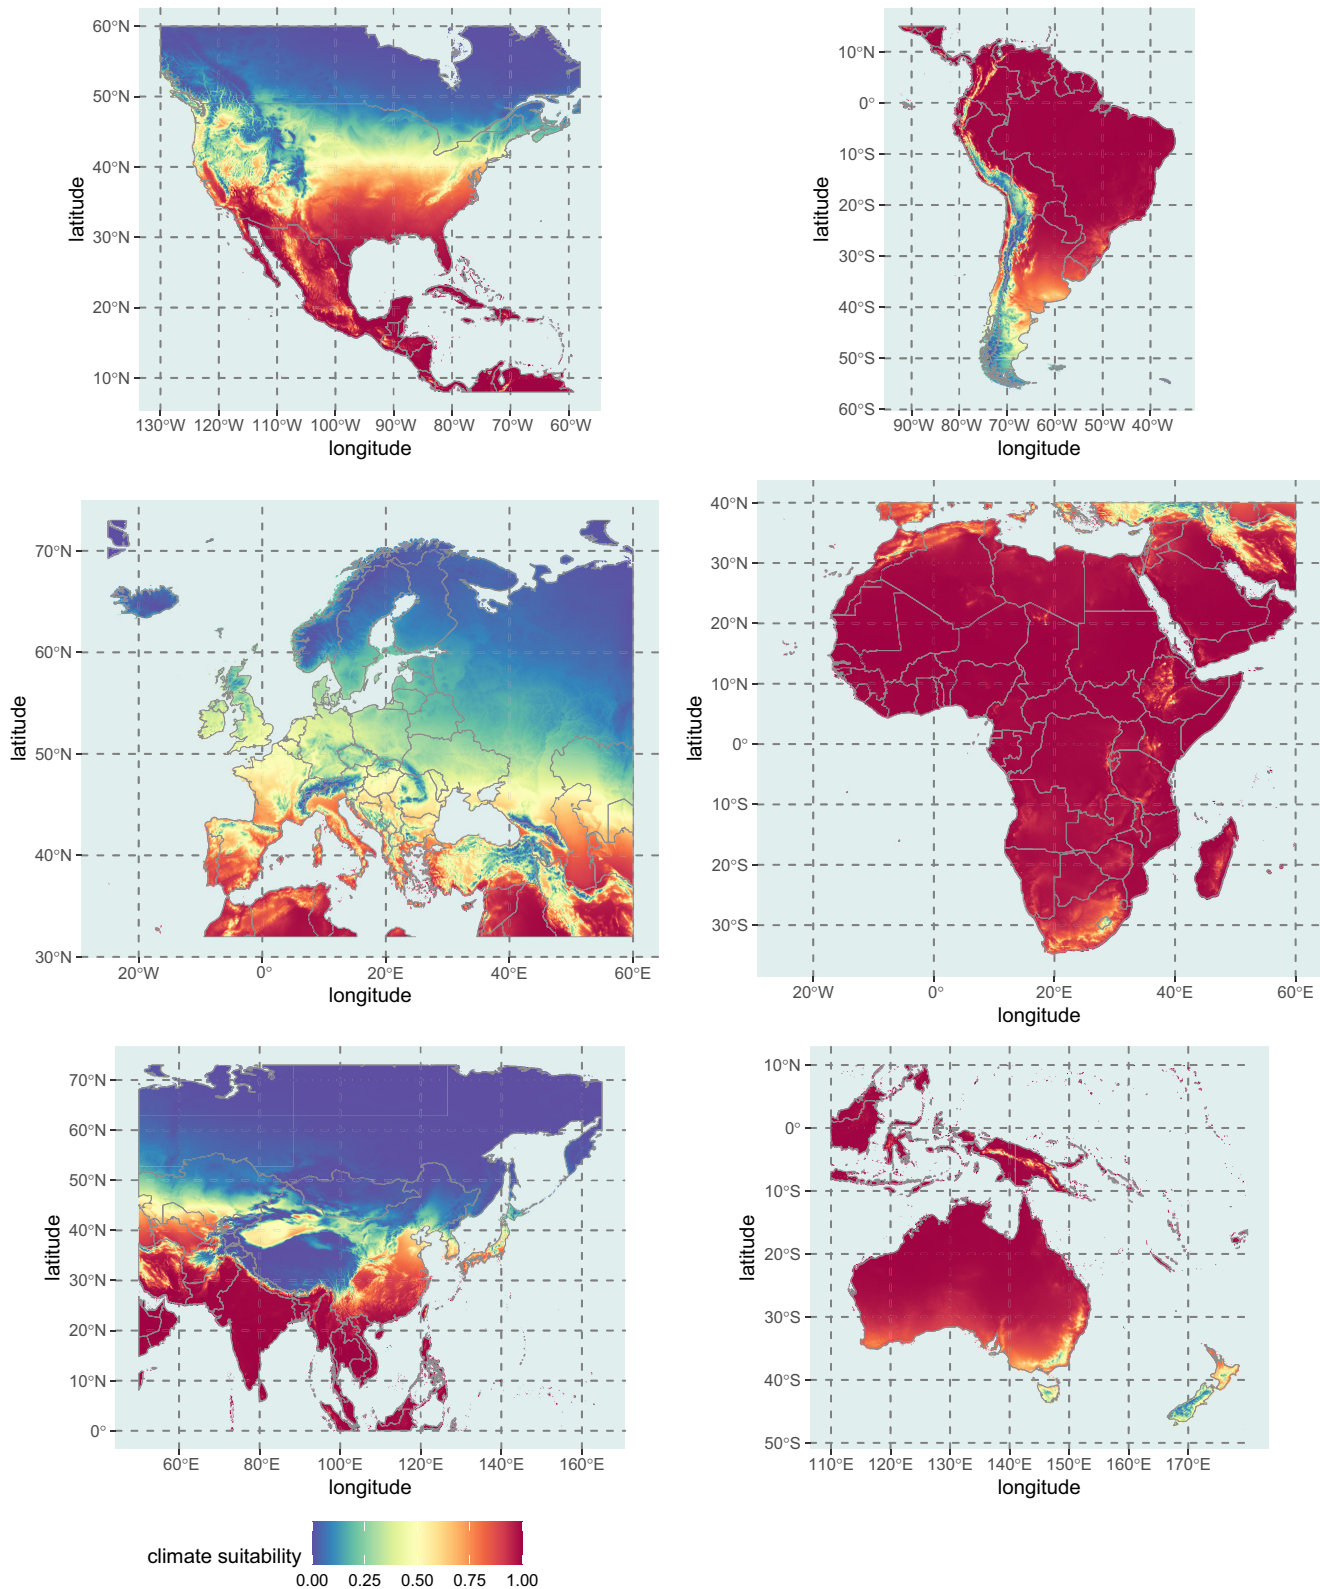 60°N
50°N
40°N
30°N
20°N
10°N
latitude
130°W 120°W 110°W 100°W 90°W 80°W 70°W 60°W
longitude
10°N
0°
10°S
20°S
30°S
40°S
50°S
60°S
latitude
90°W 80°W 70°W 60°W 50°W 40°W
longitude
70°N
60°N
50°N
40°N
30°N
latitude
20°W 0° 20°E 40°E 60°E
longitude
40°N
30°N
20°N
10°N
0°
10°S
20°S
30°S
latitude
20°W 0° 20°E 40°E 60°E
longitude
70°N
60°N
50°N
40°N
30°N
20°N
10°N
0°
latitude
60°E 80°E 100°E 120°E 140°E 160°E
longitude
10°N
0°
10°S
20°S
30°S
40°S
50°S
latitude
110°E 120°E 130°E 140°E 150°E 160°E 170°E
longitude
climate suitability
0.00 0.25 0.50 0.75 1.00